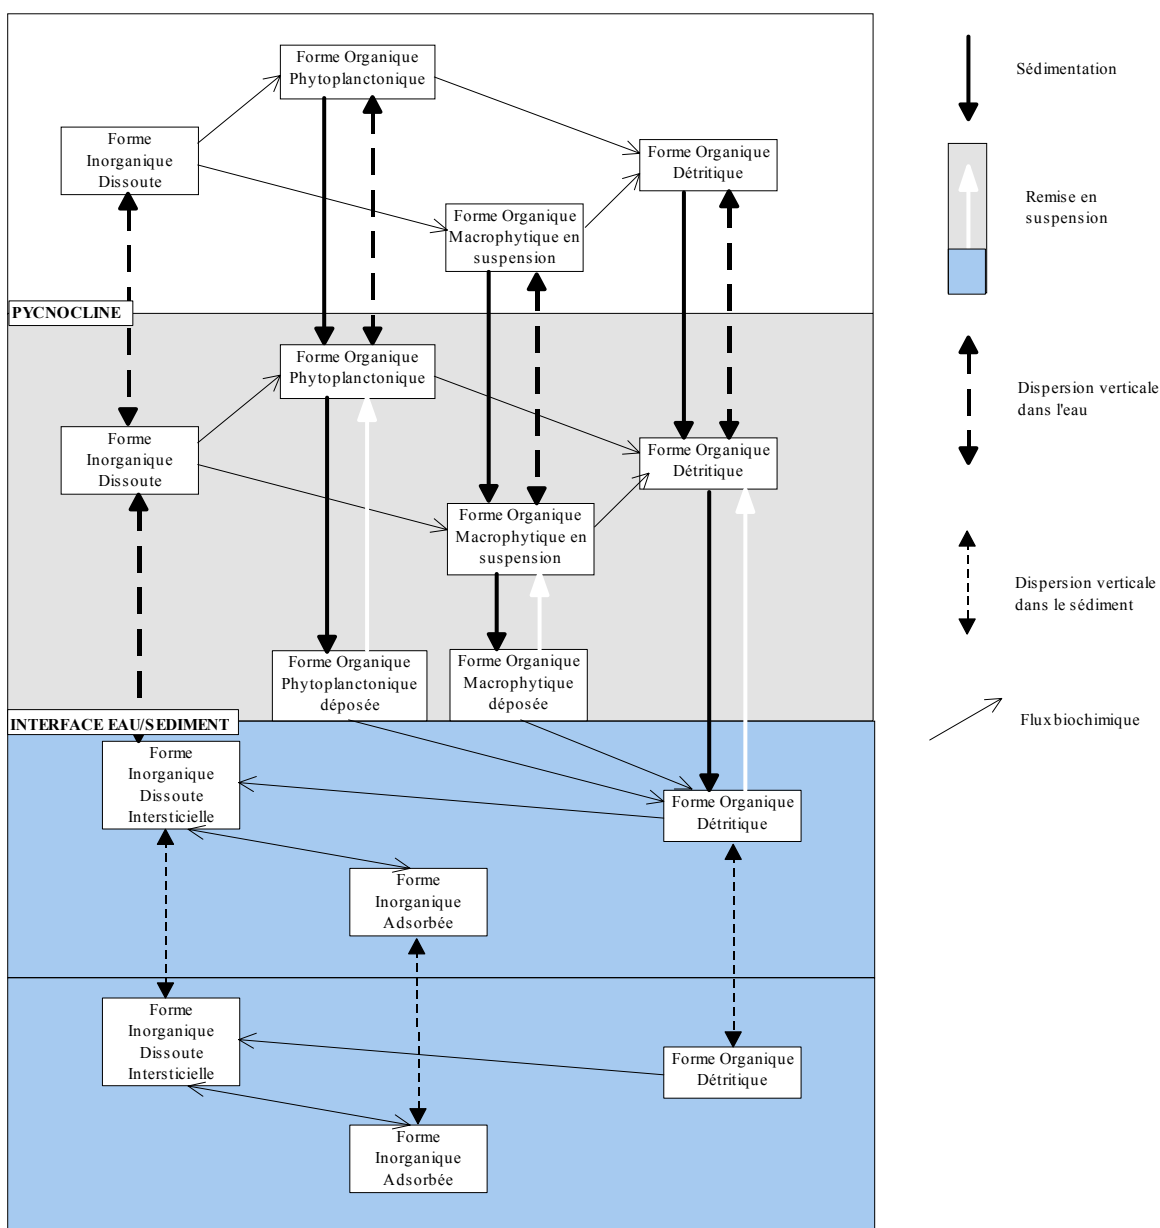 Forme Organique
Phytoplanctonique
Forme
Inorganique
Dissoute
Forme Organique
Détritique
Forme Organique
Macrophytique en
suspension
PYCNOCLINE
Forme Organique
Phytoplanctonique
Forme
Inorganique
Dissoute
Forme Organique
Détritique
Forme Organique
Macrophytique en
suspension
Forme Organique
Phytoplanctonique
déposée
Forme Organique
Macrophytique
déposée
INTERFACE EAU/SEDIMENT
Forme
Inorganique
Dissoute
Intersticielle
Forme Organique
Détritique
Forme
Inorganique
Adsorbée
Forme
Inorganique
Dissoute
Intersticielle
Forme Organique
Détritique
Forme
Inorganique
Adsorbée
Sédimentation
Remise en
suspension
Dispersion verticale
dans l'eau
Dispersion verticale
dans le sédiment
Flux biochimique